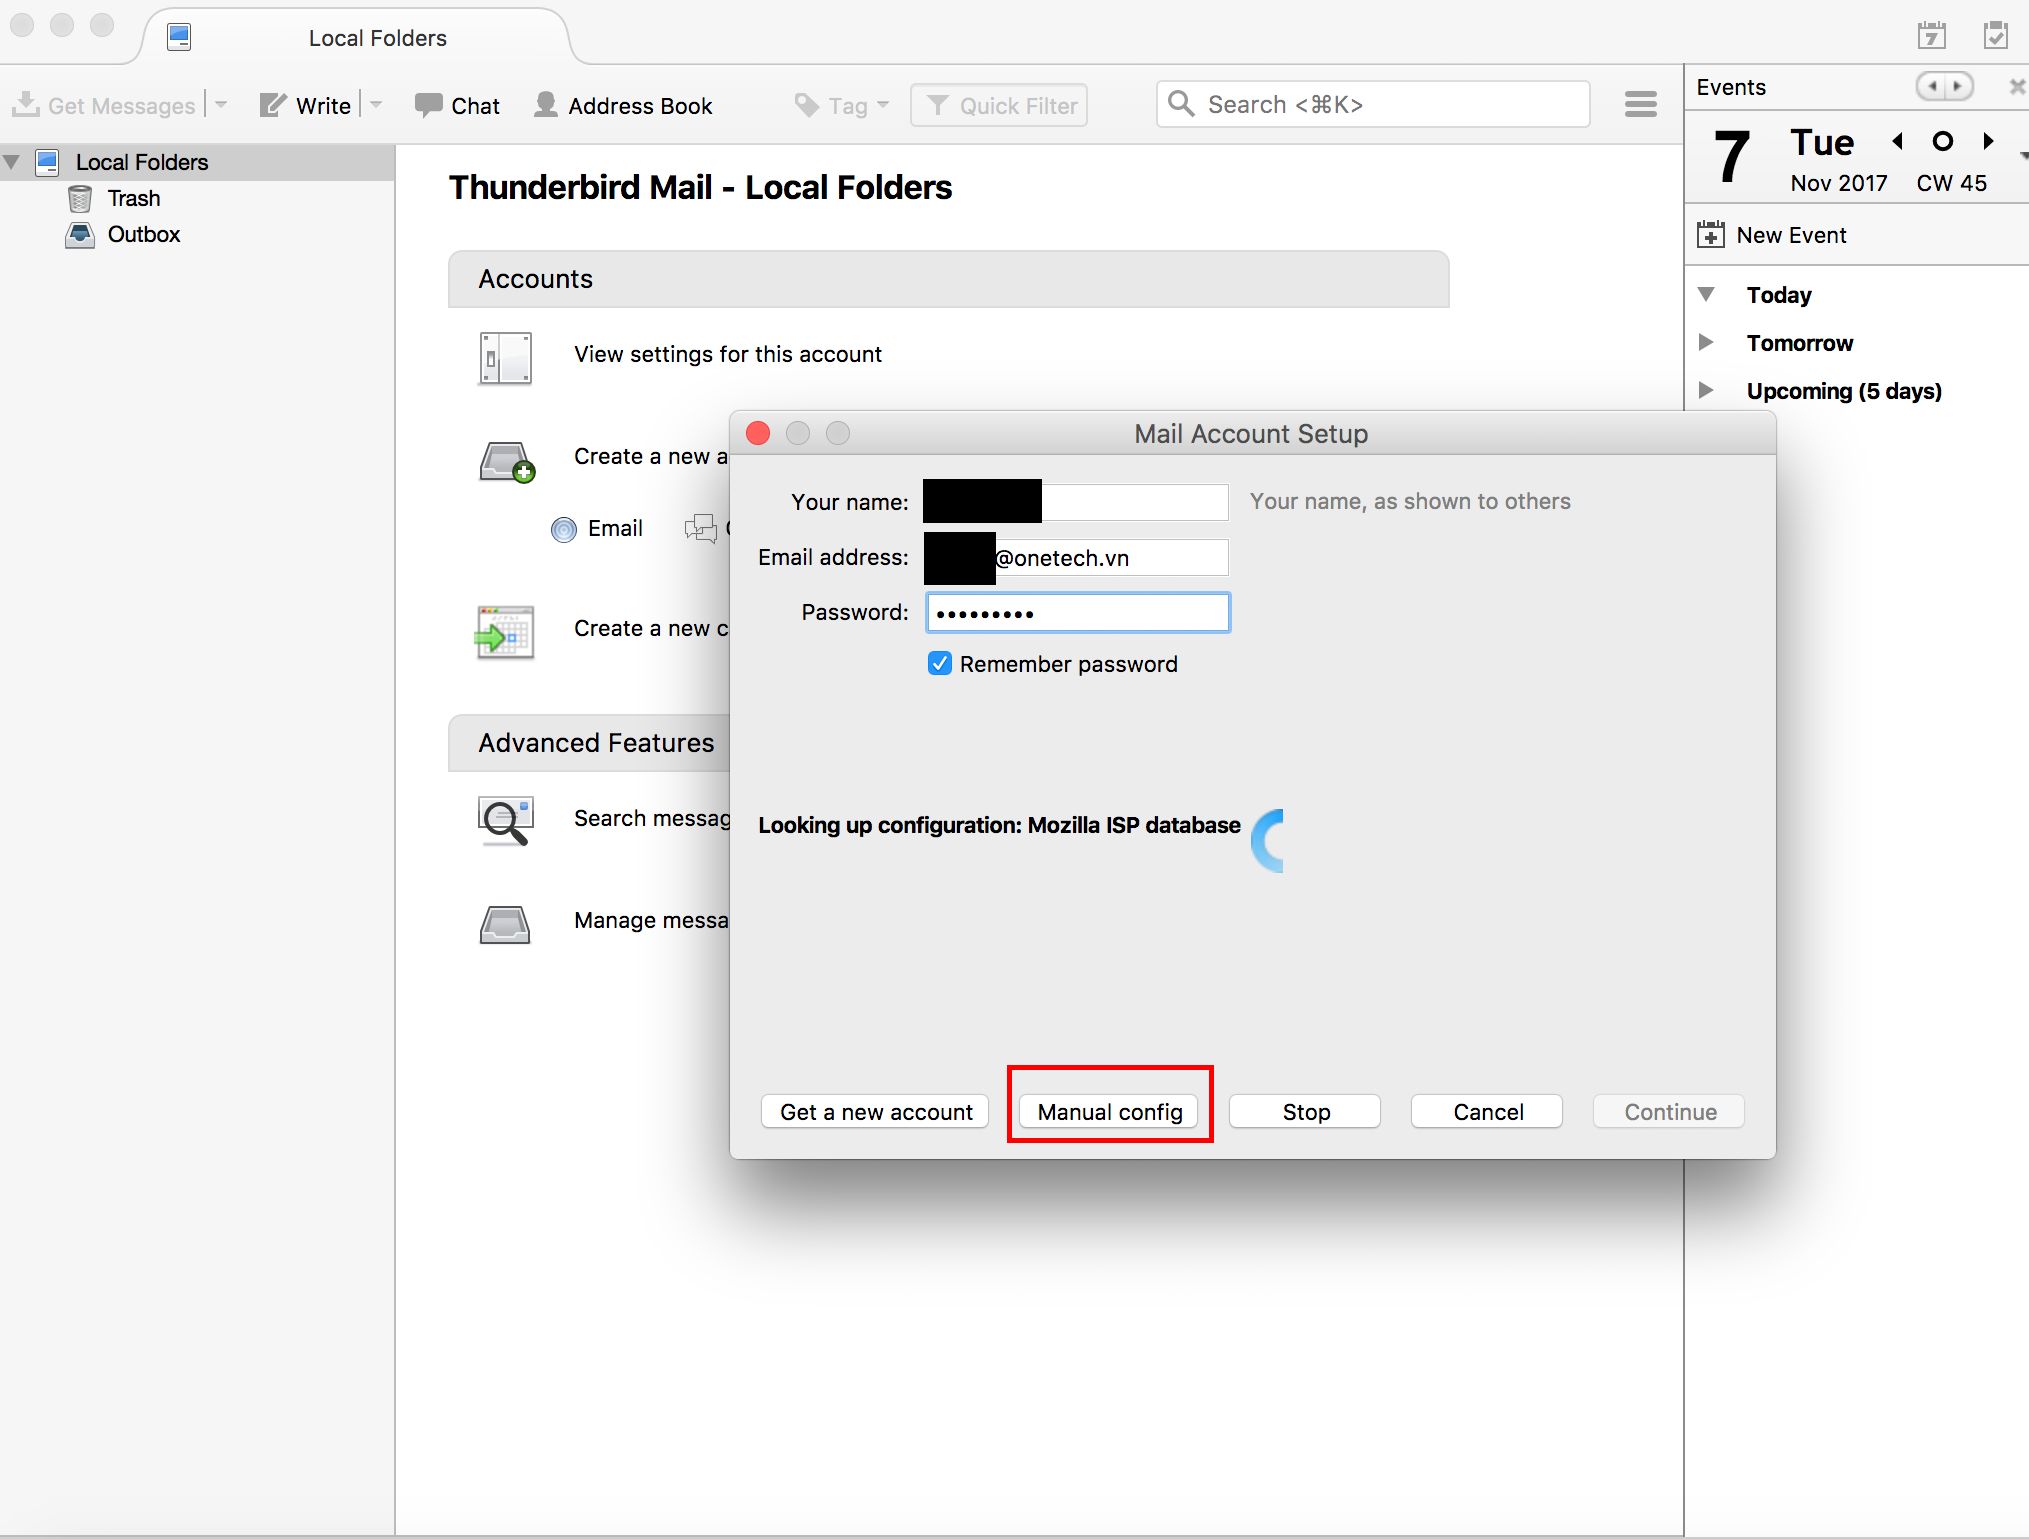 Local Folders
7
Get Messages
Write
Chat
Address Book
Tag
Quick Filter
Search <⌘K>
Events
Local Folders
Trash
Outbox
7
Tue
Nov 2017
CW 45
New Event
Today
Tomorrow
Upcoming (5 days)
Thunderbird Mail - Local Folders
Accounts
View settings for this account
Create a new a
Email
Create a new c
Advanced Features
Search messag
Manage messa
Mail Account Setup
Your name:
Your name, as shown to others
Email address:
@onetech.vn
Password:
•••••••••
Remember password
Looking up configuration: Mozilla ISP database
Get a new account
Manual config
Stop
Cancel
Continue